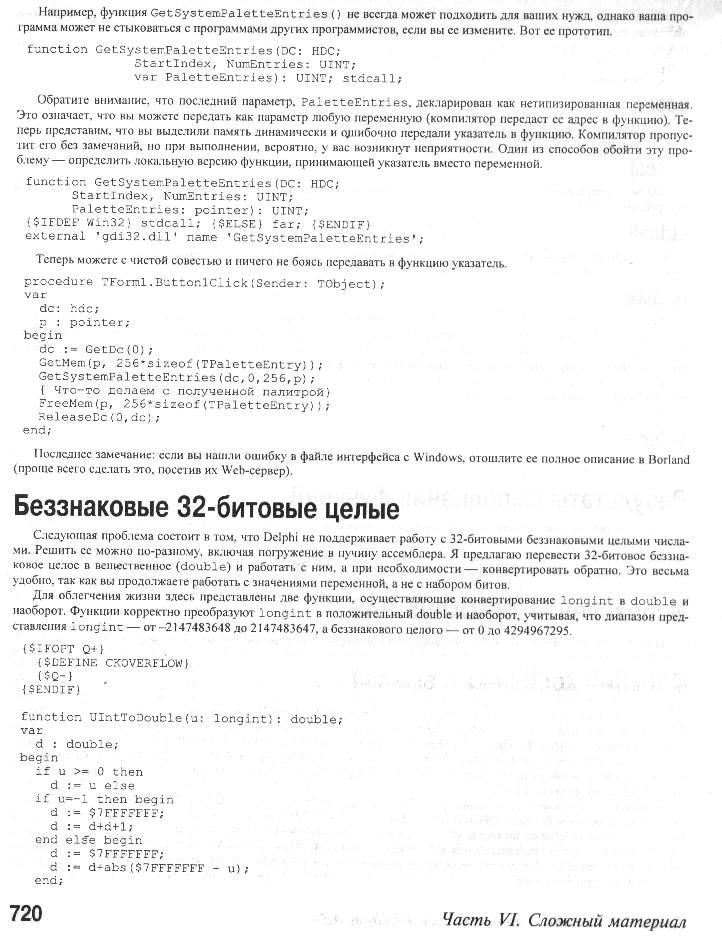 Например, функция GetSystemPaletteEntries() не всегда может подходить для ваших нужд, однако ваша про-
грамма может не стыковаться с программами других программистов, если вы ее измените. Вот ее прототип.
function GetSystemPaletteEntries(DC: HDC;
StartIndex, NumEntries: UINT;
var PaletteEntries): UINT; stdcall;
Обратите внимание, что последний параметр, PaletteEntries, декларирован как нетипизированная переменная.
Это означает, что вы можете передать как параметр любую переменную (компилятор передаст ее адрес в функцию). Те-
перь представим, что вы выделили память динамически и ошибочно передали указатель в функцию. Компилятор пропус-
тит его без замечаний, но при выполнении, вероятно, у вас возникнут неприятности. Один из способов обойти эту про-
блему — определить локальную версию функции, принимающей указатель вместо переменной.
function GetSystemPaletteEntries(DC: HDC;
StartIndex, NumEntries: UINT;
PaletteEntries: pointer): UINT;
{$IFDEF Win32} stdcall; {$ELSE} far; {$ENDIF}
external 'gdi32.dll' name 'GetSystemPaletteEntries';
Теперь можете с чистой совестью и ничего не боясь передавать в функцию указатель.
procedure TForm1.Button1Click(Sender: TObject);
var
dc: hdc;
p : pointer;
begin
dc := GetDc(0);
GetMem(p, 256*sizeof(TPaletteEntry));
GetSystemPaletteEntries(dc,0,256,p);
{ Что-то делаем с полученной палитрой}
FreeMem(p, 256*sizeof(TPaletteEntry));
ReleaseDc(0,dc);
end;
Последнее замечание: если вы нашли ошибку в файле интерфейса с Windows, отошлите ее полное описание в Borland
(проще всего сделать это, посетив их Web-сервер).
Беззнаковые 32-битовые целые
Следующая проблема состоит в том, что Delphi не поддерживает работу с 32-битовыми беззнаковыми целыми числа-
ми. Решить ее можно по-разному, включая погружение в пучину ассемблера. Я предлагаю перевести 32-битовое беззна-
ковое целое в вещественное (double) и работать с ним, а при необходимости — конвертировать обратно. Это весьма
удобно, так как вы продолжаете работать с значениями переменной, а не с набором битов.
Для облегчения жизни здесь представлены две функции, осуществляющие конвертирование longint в double и
наоборот. Функции корректно преобразуют longint в положительный double и наоборот, учитывая, что диапазон пред-
ставления longint — от –2147483648 до 2147483647, а беззнакового целого — от 0 до 4294967295.
{$IFOPT Q+}
{$DEFINE CKOVERFLOW}
{$Q-}
{$ENDIF}
function UIntToDouble(u: longint): double;
var
d : double;
begin
if u >= 0 then
d := u else
if u=-1 then begin
d := $7FFFFFFF;
d := d+d+1;
end else begin
d := $7FFFFFFF;
d := d+abs($7FFFFFFF - u);
end;
720
Часть VI. Сложный материал